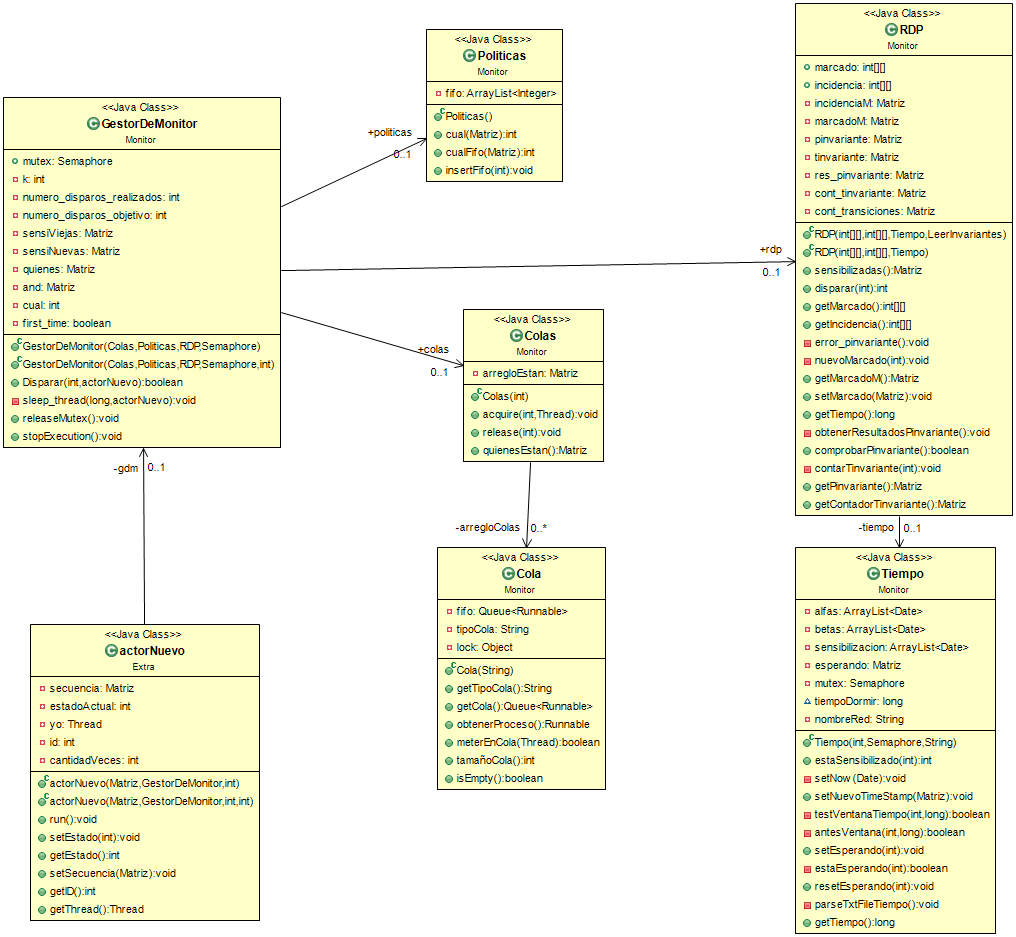 <<Java Class>>
GestorDeMonitor
Monitor
mutex: Semaphore
k: int
numero_disparos_realizados: int
numero_disparos_objetivo: int
sensiViejas: Matriz
sensiNuevas: Matriz
quienes: Matriz
and: Matriz
cual: int
first_time: boolean
GestorDeMonitor(Colas,Politicas,RDP,Semaphore)
GestorDeMonitor(Colas,Politicas,RDP,Semaphore,int)
Disparar(int,actorNuevo):boolean
sleep_thread(long,actorNuevo):void
releaseMutex():void
stopExecution():void
+politicas
0..1
<<Java Class>>
Politicas
Monitor
fifo: ArrayList<Integer>
Politicas()
cual(Matriz):int
cualFifo(Matriz):int
insertFifo(int):void
+rdp
0..1
<<Java Class>>
RDP
Monitor
marcado: int[][]
incidencia: int[][]
incidenciaM: Matriz
marcadoM: Matriz
pinvariante: Matriz
tinvariante: Matriz
res_pinvariante: Matriz
cont_tinvariante: Matriz
cont_transiciones: Matriz
RDP(int[][],int[][],Tiempo,LeerInvariantes)
RDP(int[][],int[][],Tiempo)
sensibilizadas():Matriz
disparar(int):int
getMarcado():int[][]
getIncidencia():int[][]
error_pinvariante():void
nuevoMarcado(int):void
getMarcadoM():Matriz
setMarcado(Matriz):void
getTiempo():long
obtenerResultadosPinvariante():void
comprobarPinvariante():boolean
contarTinvariante(int):void
getPinvariante():Matriz
getContadorTinvariante():Matriz
+colas
0..1
<<Java Class>>
Colas
Monitor
arregloEstan: Matriz
Colas(int)
acquire(int,Thread):void
release(int):void
quienesEstan():Matriz
-gdm
0..1
-arregloColas
0..*
-tiempo
0..1
<<Java Class>>
Cola
Monitor
fifo: Queue<Runnable>
tipoCola: String
lock: Object
Cola(String)
getTipoCola():String
getCola():Queue<Runnable>
obtenerProceso():Runnable
meterEnCola(Thread):boolean
tamañoCola():int
isEmpty():boolean
<<Java Class>>
Tiempo
Monitor
alfas: ArrayList<Date>
betas: ArrayList<Date>
sensibilizacion: ArrayList<Date>
esperando: Matriz
mutex: Semaphore
tiempoDormir: long
nombreRed: String
Tiempo(int,Semaphore,String)
estaSensibilizado(int):int
setNow (Date):void
setNuevoTimeStamp(Matriz):void
testVentanaTiempo(int,long):boolean
antesVentana(int,long):boolean
setEsperando(int):void
estaEsperando(int):boolean
resetEsperando(int):void
parseTxtFileTiempo():void
getTiempo():long
<<Java Class>>
actorNuevo
Extra
secuencia: Matriz
estadoActual: int
yo: Thread
id: int
cantidadVeces: int
actorNuevo(Matriz,GestorDeMonitor,int)
actorNuevo(Matriz,GestorDeMonitor,int,int)
run():void
setEstado(int):void
getEstado():int
setSecuencia(Matriz):void
getID():int
getThread():Thread